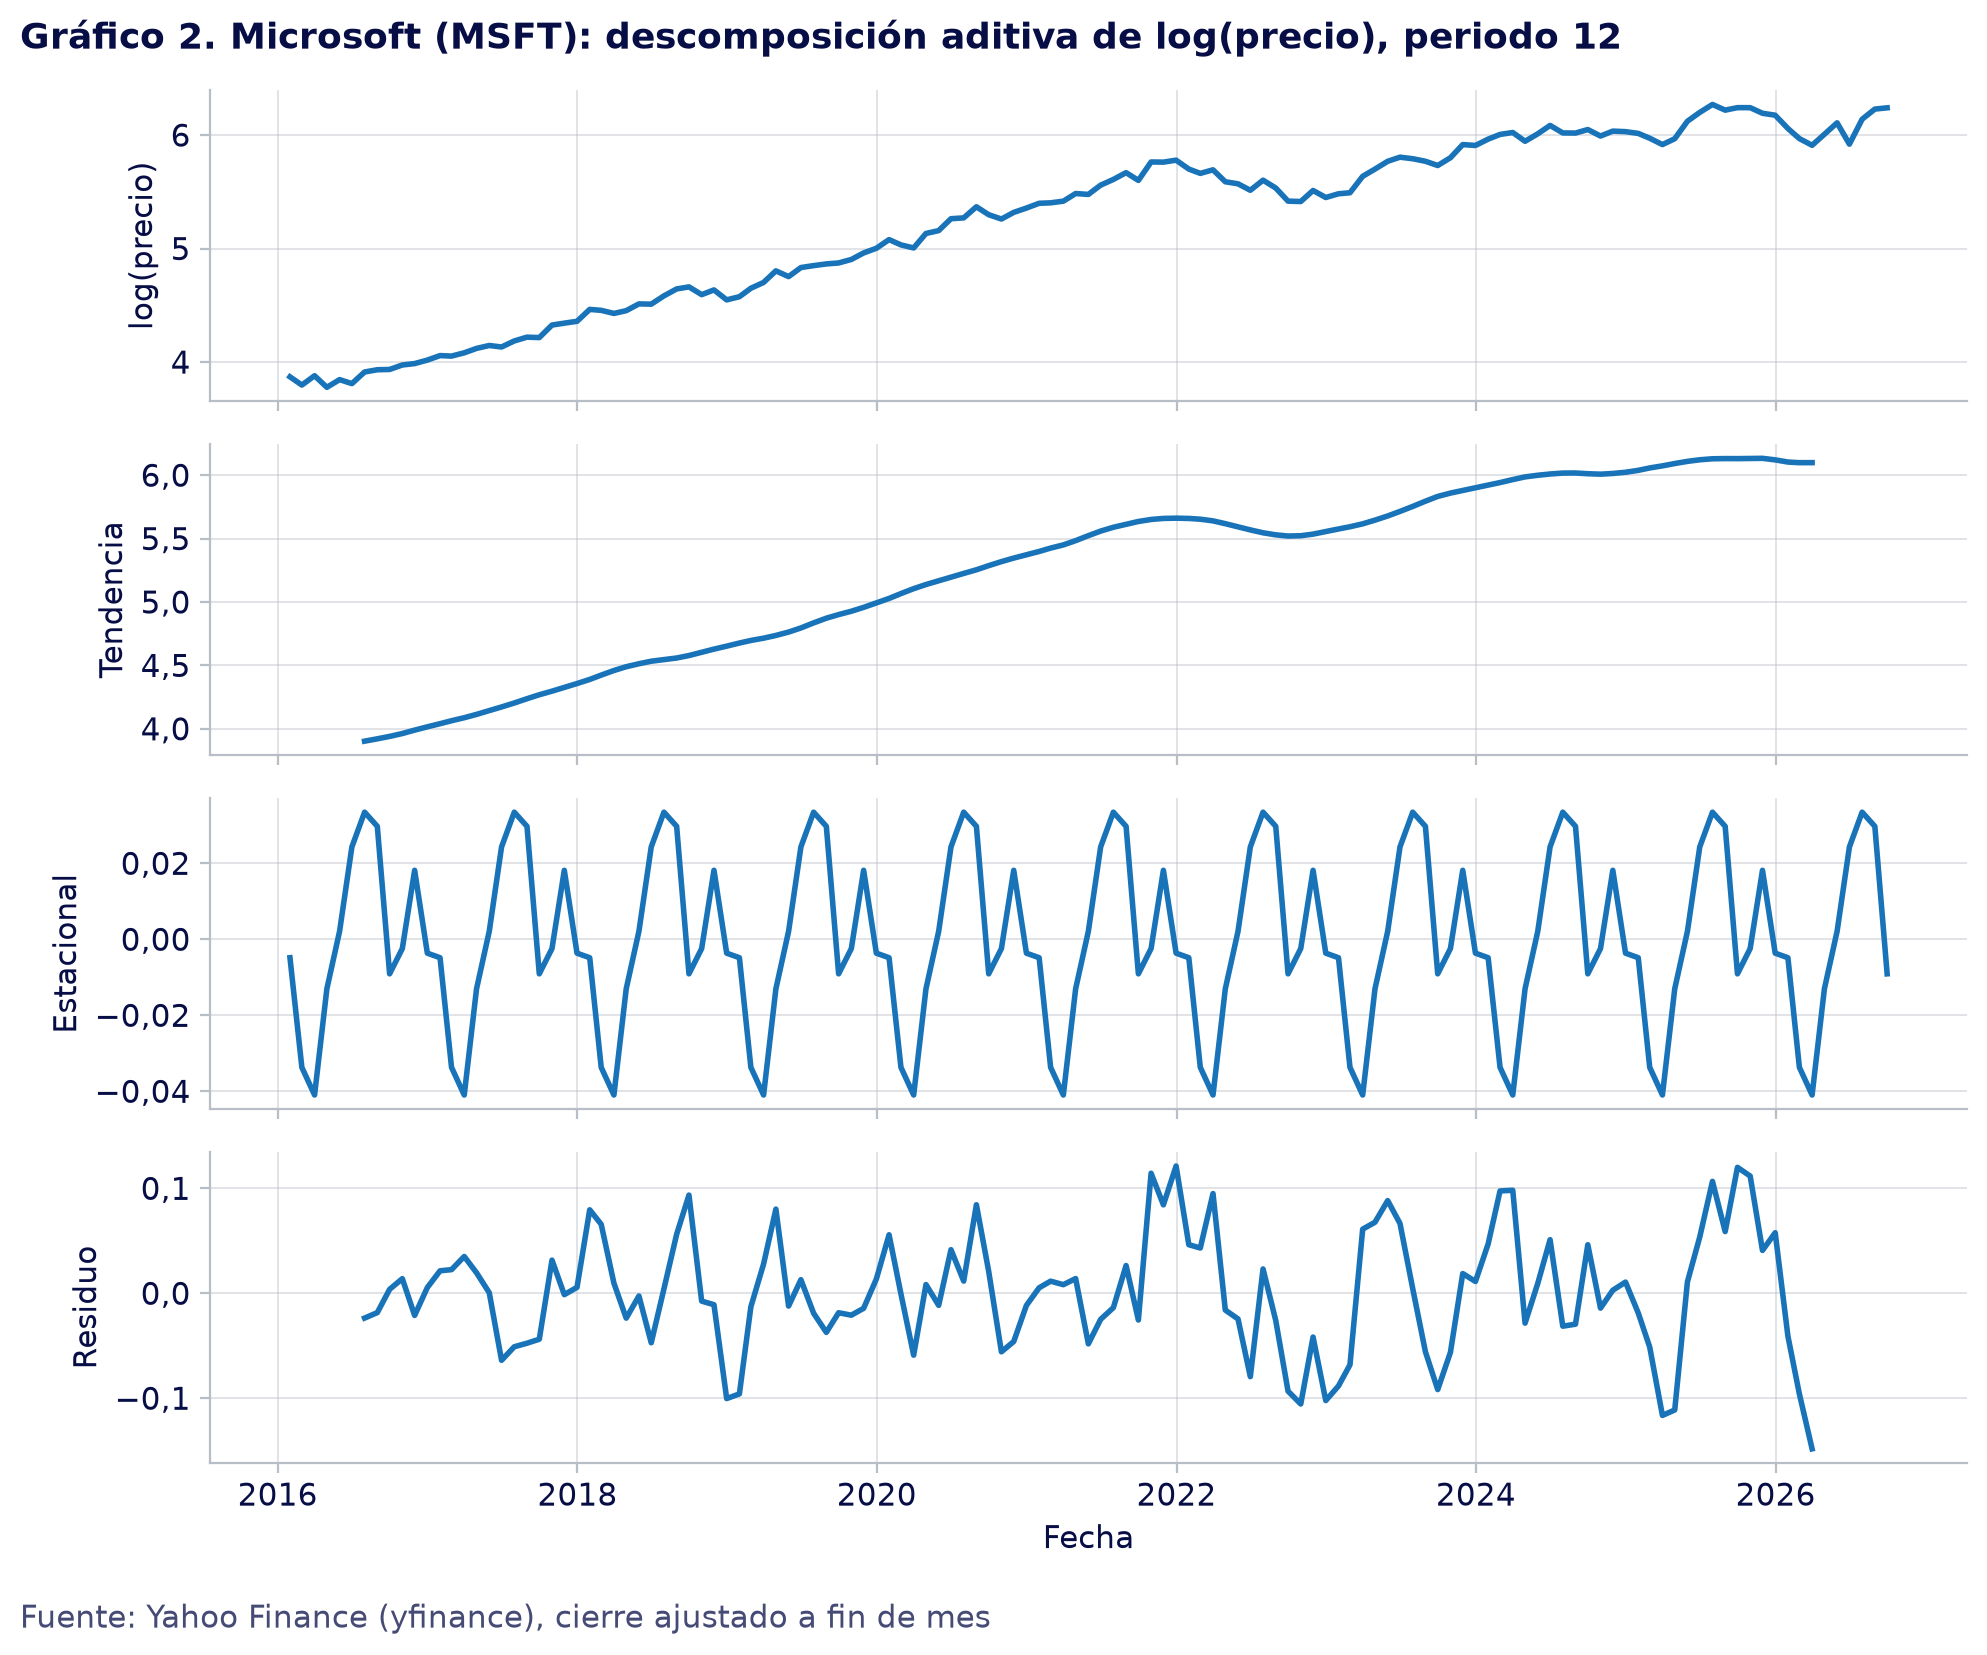 Gráfico 2. Microsoft (MSFT): descomposición aditiva de log(precio), periodo 12
log(precio)
6
5
4
Tendencia
6,0
5,5
5,0
4,5
4,0
Estacional
0,02
0,00
−0,02
−0,04
Residuo
0,1
0,0
−0,1
2016 2018 2020 2022 2024 2026
Fecha
Fuente: Yahoo Finance (yfinance), cierre ajustado a fin de mes